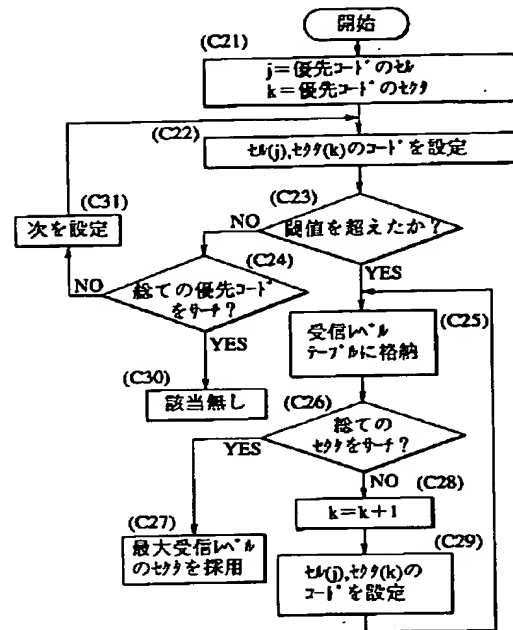 開始
(C21)
j=優先コードのセル
k=優先コードのセクタ
(C22)
セル(j),セクタ(k)のコードを設定
(C31)
次を設定
(C23)
閾値を超えたか?
NO
YES
(C24)
総ての優先コード
をサーチ?
NO
YES
(C25)
受信レベル
テーブルに格納
(C30)
該当無し
(C26)
総ての
セクタをサーチ?
YES
NO
(C28)
k=k+1
(C27)
最大受信レベル
のセクタを採用
(C29)
セル(j),セクタ(k)の
コードを設定